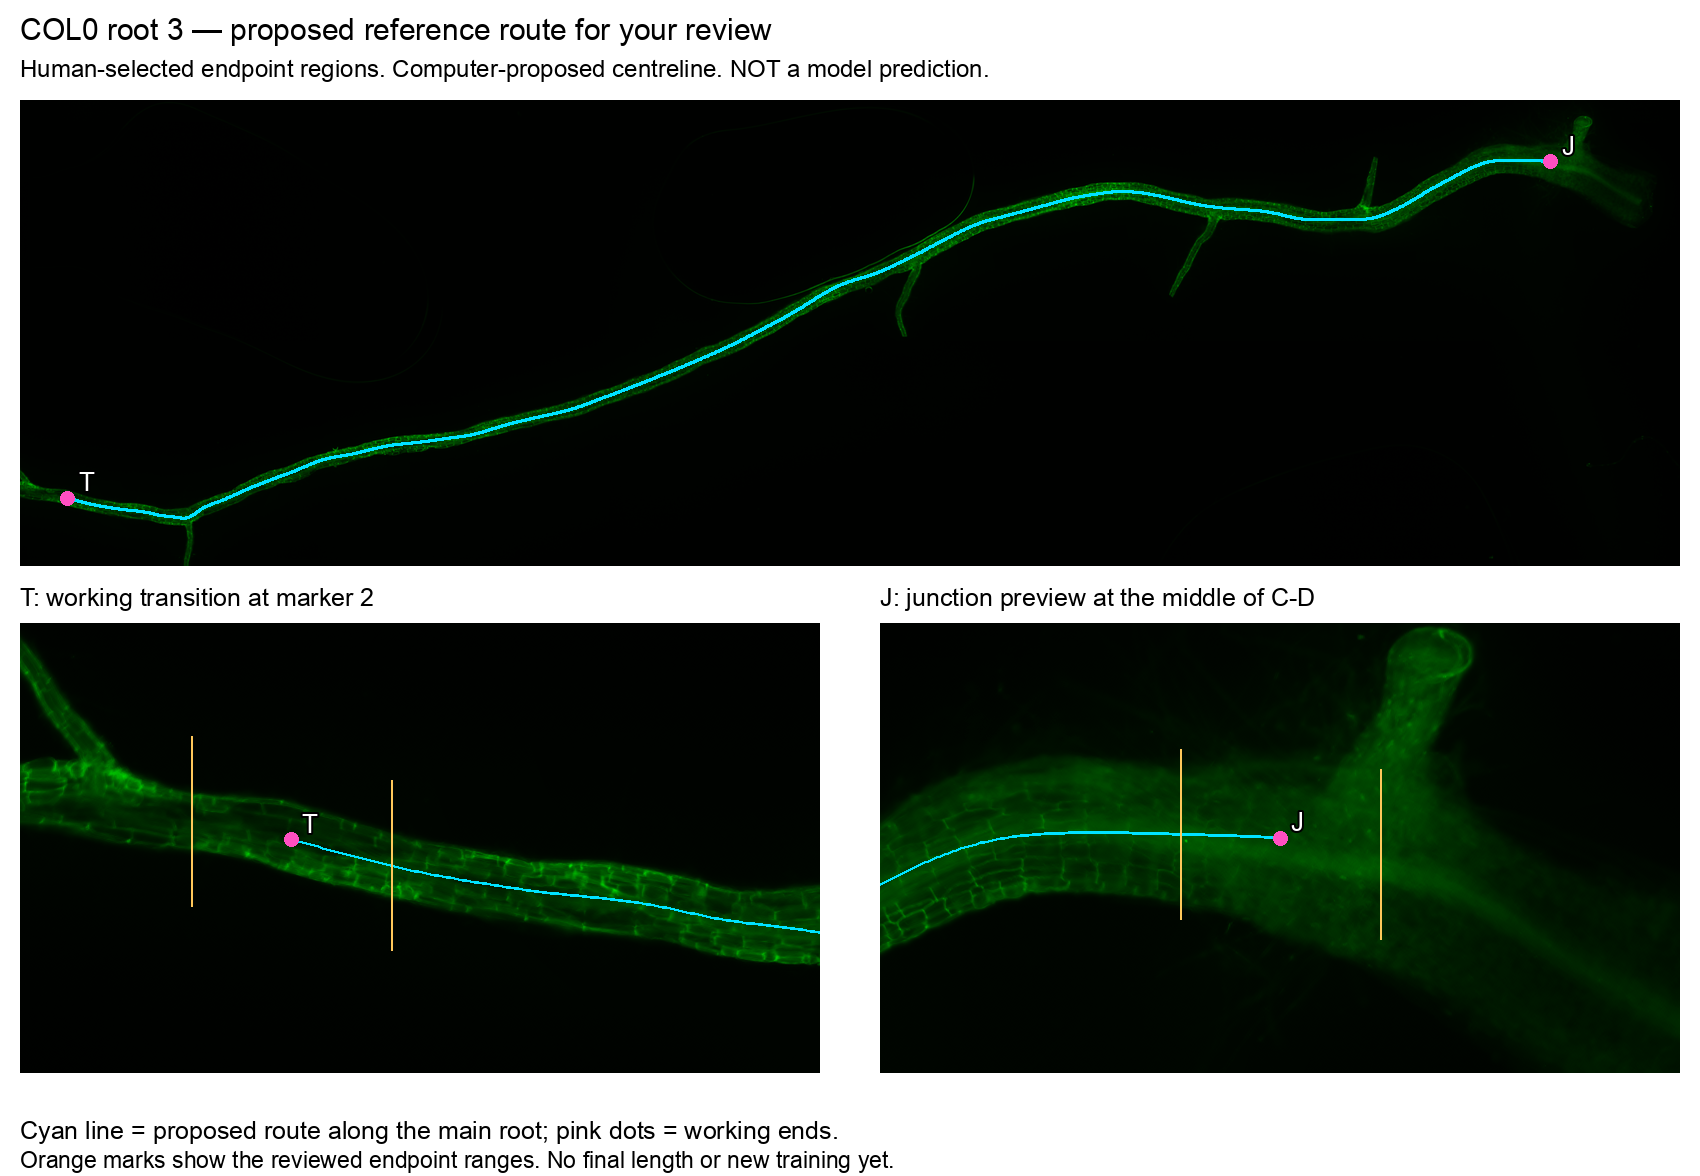 COL0 root 3 — proposed reference route for your review
Human-selected endpoint regions. Computer-proposed centreline. NOT a model prediction.
J
T
T: working transition at marker 2
J: junction preview at the middle of C-D
T
J
Cyan line = proposed route along the main root; pink dots = working ends.
Orange marks show the reviewed endpoint ranges. No final length or new training yet.